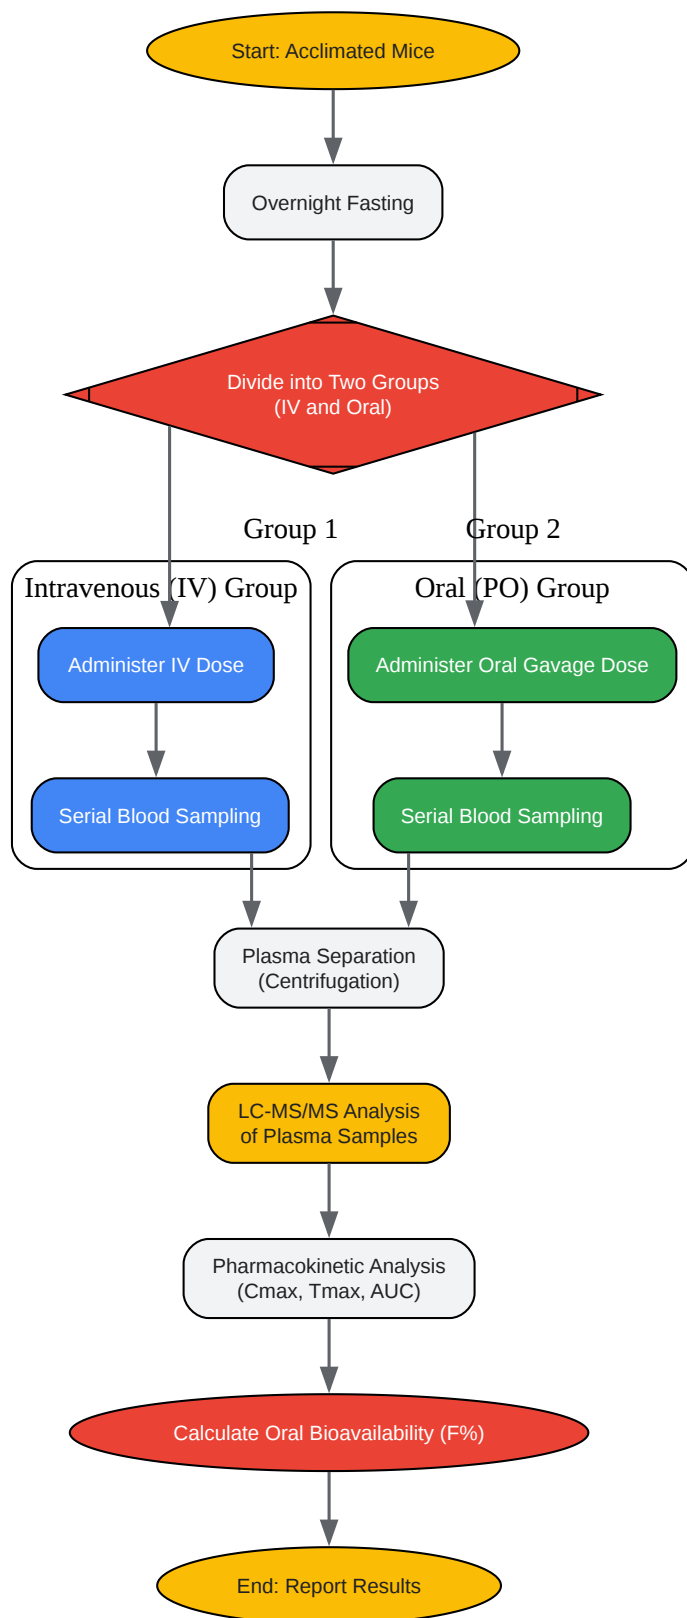 Start: Acclimated Mice
Overnight Fasting
Divide into Two Groups
(IV and Oral)
Group 1
Group 2
Intravenous (IV) Group
Oral (PO) Group
Administer IV Dose
Administer Oral Gavage Dose
Serial Blood Sampling
Serial Blood Sampling
Plasma Separation
(Centrifugation)
LC-MS/MS Analysis
of Plasma Samples
Pharmacokinetic Analysis
(Cmax, Tmax, AUC)
Calculate Oral Bioavailability (F%)
End: Report Results